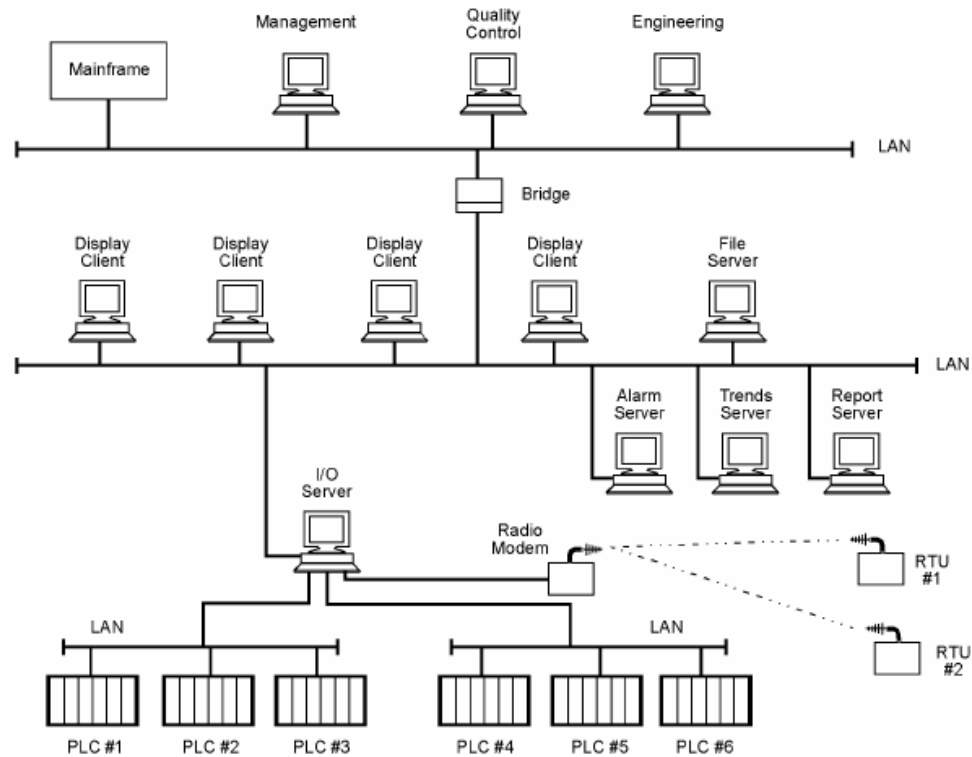 Mainframe
Management
Quality
Control
Engineering
LAN
Bridge
Display
Client
Display
Client
Display
Client
Display
Client
File
Server
LAN
Alarm
Server
Trends
Server
Report
Server
I/O
Server
Radio
Modem
RTU
#1
LAN
LAN
RTU
#2
PLC #1
PLC #2
PLC #3
PLC #4
PLC #5
PLC #6